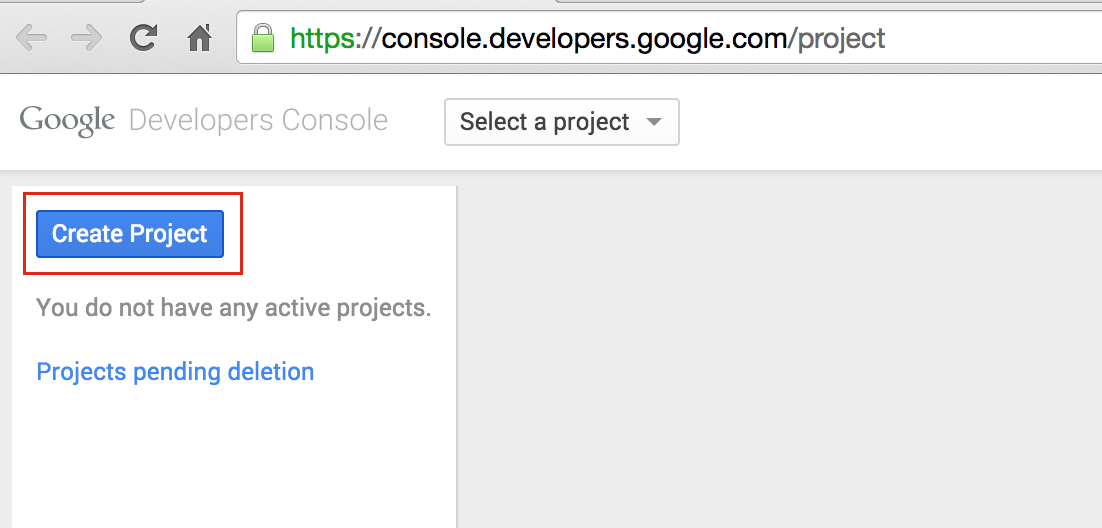 https://console.developers.google.com/project
Google Developers Console
Select a project
Create Project
You do not have any active projects.
Projects pending deletion